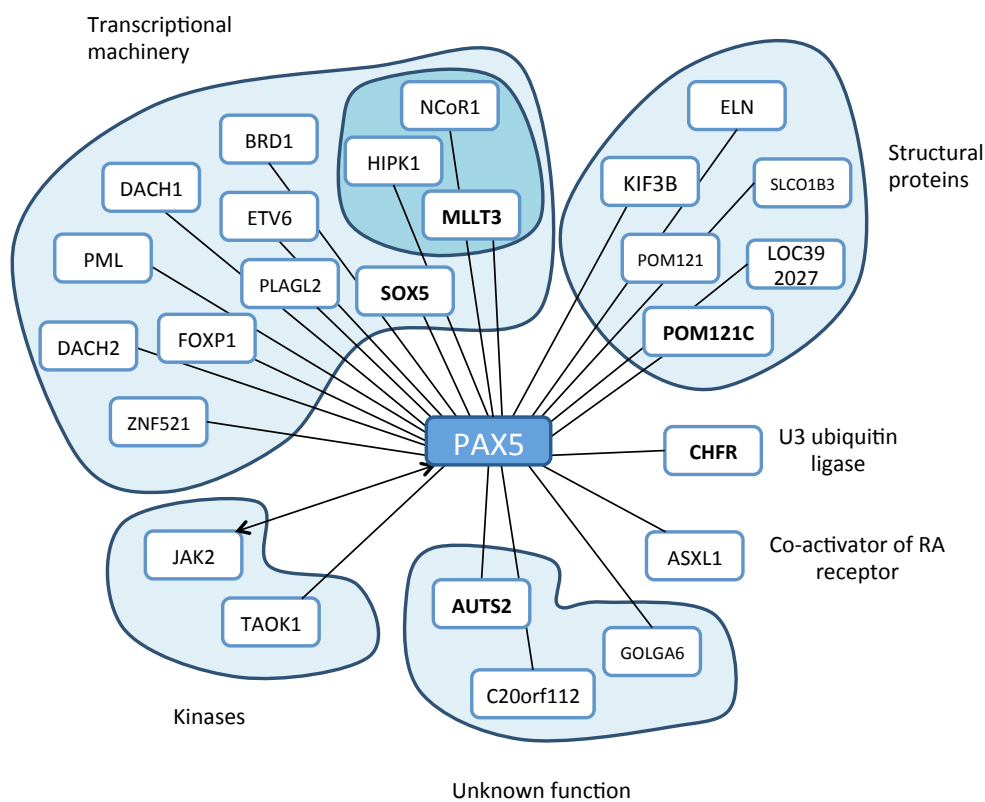 Transcriptional
machinery
NCoR1
ELN
BRD1
HIPK1
Structural
proteins
DACH1
KIF3B
SLCO1B3
ETV6
MLLT3
PML
POM121
LOC39
2027
PLAGL2
SOX5
DACH2
FOXP1
POM121C
ZNF521
PAX5
CHFR
U3 ubiquitin
ligase
JAK2
ASXL1
Co-activator of RA
receptor
TAOK1
AUTS2
GOLGA6
C20orf112
Kinases
Unknown function